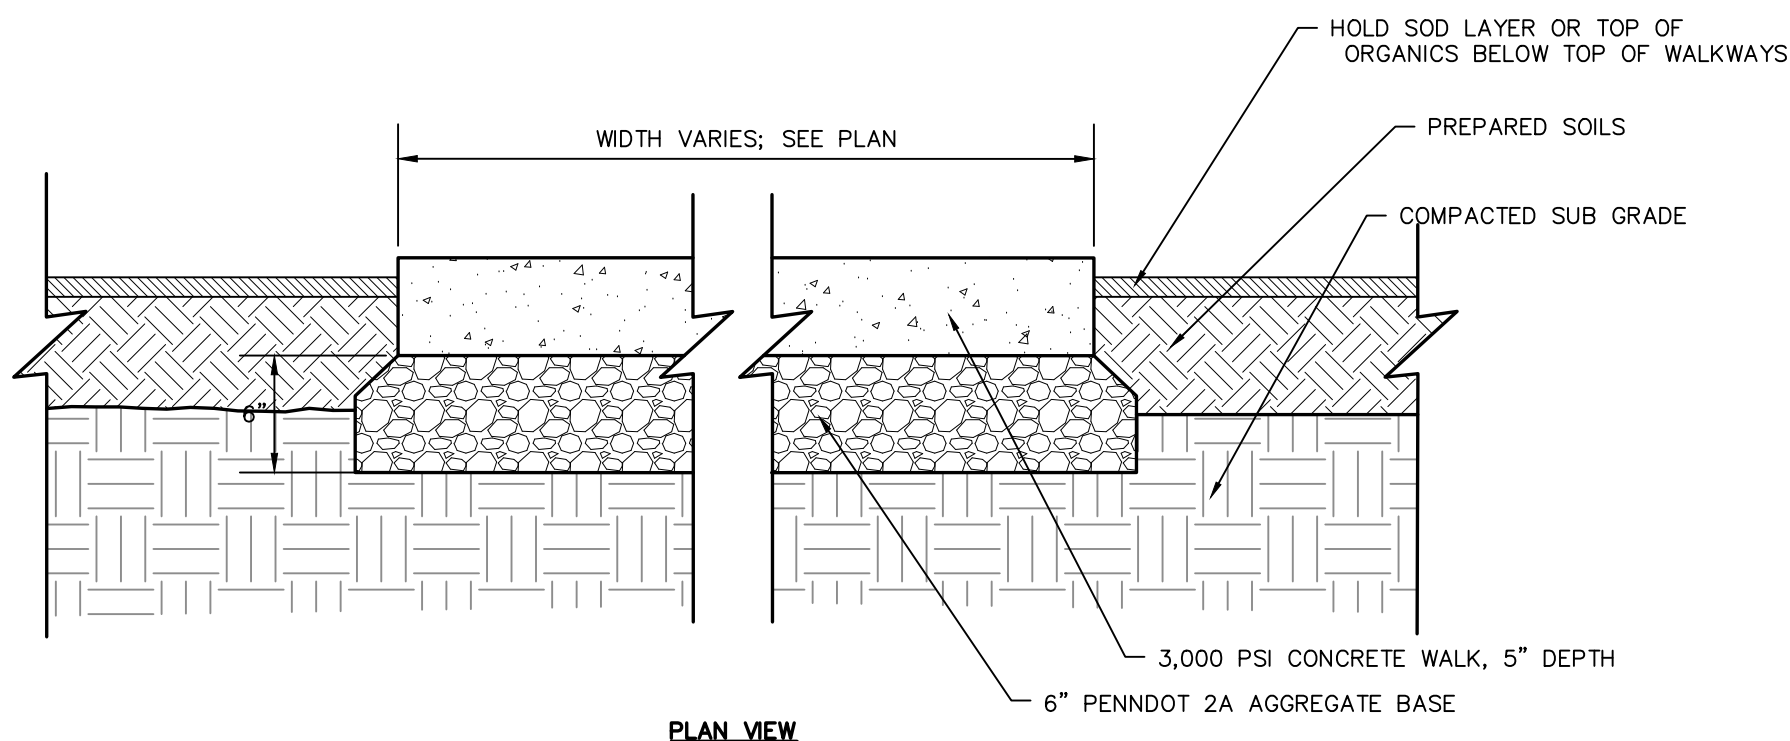 HOLD SOD LAYER OR TOP OF
ORGANICS BELOW TOP OF WALKWAYS
PREPARED SOILS
WIDTH VARIES; SEE PLAN
COMPACTED SUB GRADE
6”
3,000 PSI CONCRETE WALK, 5” DEPTH
6” PENNDOT 2A AGGREGATE BASE
PLAN VIEW